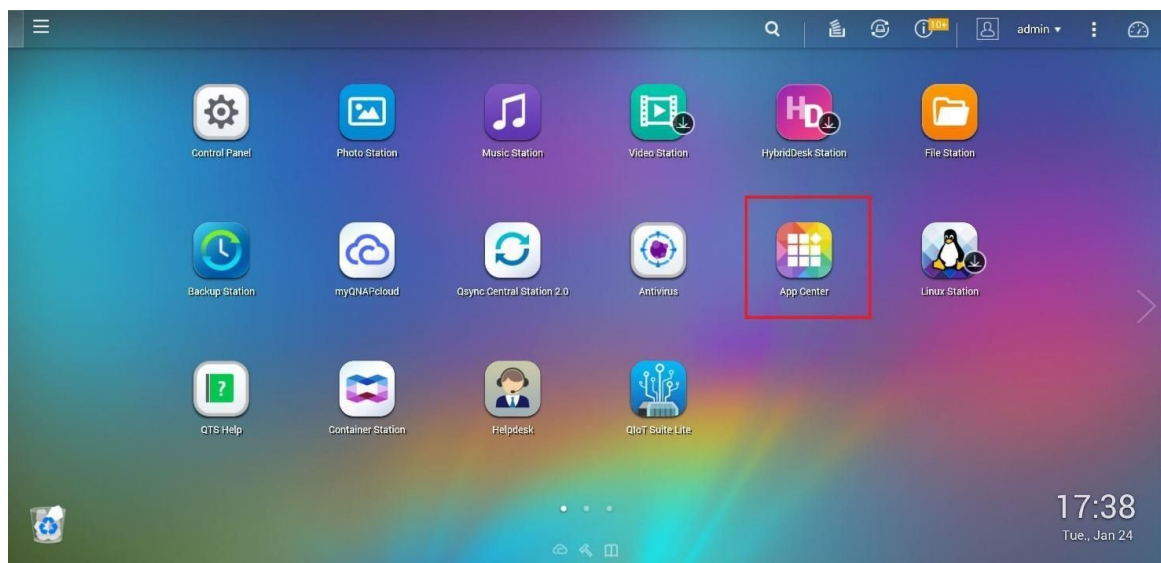 10+
admin
Control Panel
Photo Station
Music Station
Video Station
HD
HybridDesk Station
File Station
Backup Station
myQNAPcloud
Qsync Central Station 2.0
Antivirus
App Center
Linux Station
?
QTS Help
Container Station
Helpdesk
QIoT Suite Lite
17:38
Tue., Jan 24